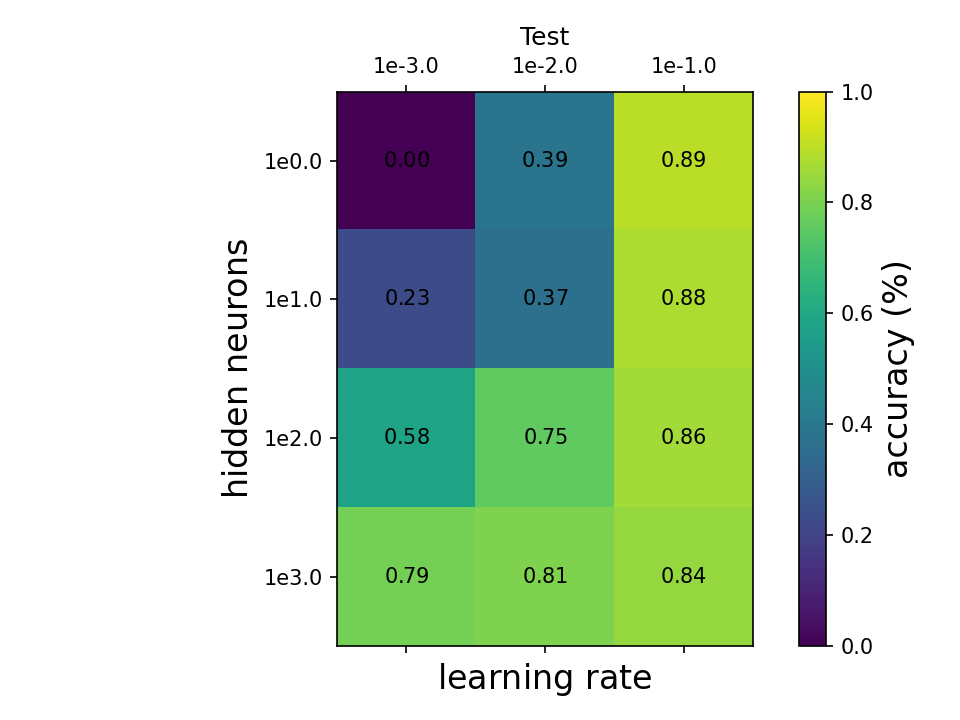 Test
1e-3.0 1e-2.0 1e-1.0
1e0.0 0.00 0.39 0.89
1e1.0 0.23 0.37 0.88
1e2.0 0.58 0.75 0.86
1e3.0 0.79 0.81 0.84
hidden neurons
learning rate
1.0
0.8
0.6
0.4
0.2
0.0
accuracy (%)